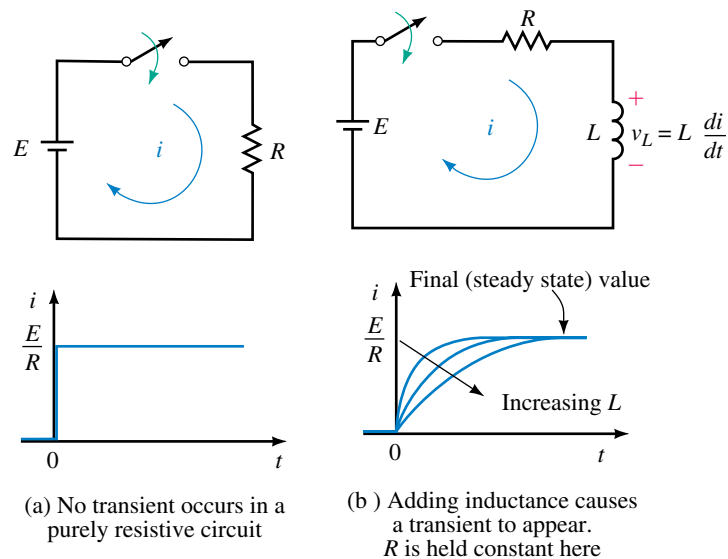 E
i
R
R
E
i
L
+
v_L = L di/dt
−
i
E/R
0
t
(a) No transient occurs in a
purely resistive circuit
Final (steady state) value
i
E/R
Increasing L
0
t
(b ) Adding inductance causes
a transient to appear.
R is held constant here